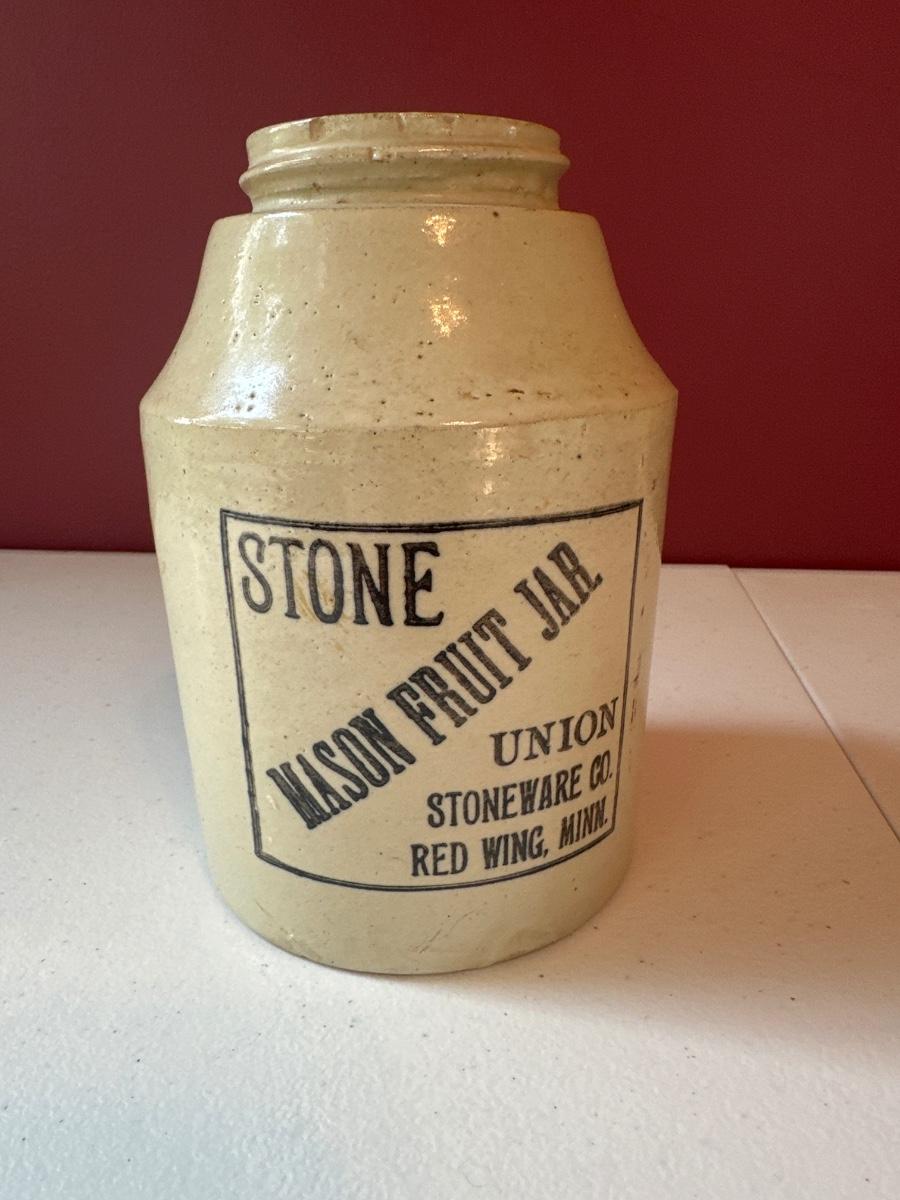 STONE
MASON FRUIT JAR
UNION
STONEWARE CO.
RED WING, MINN.